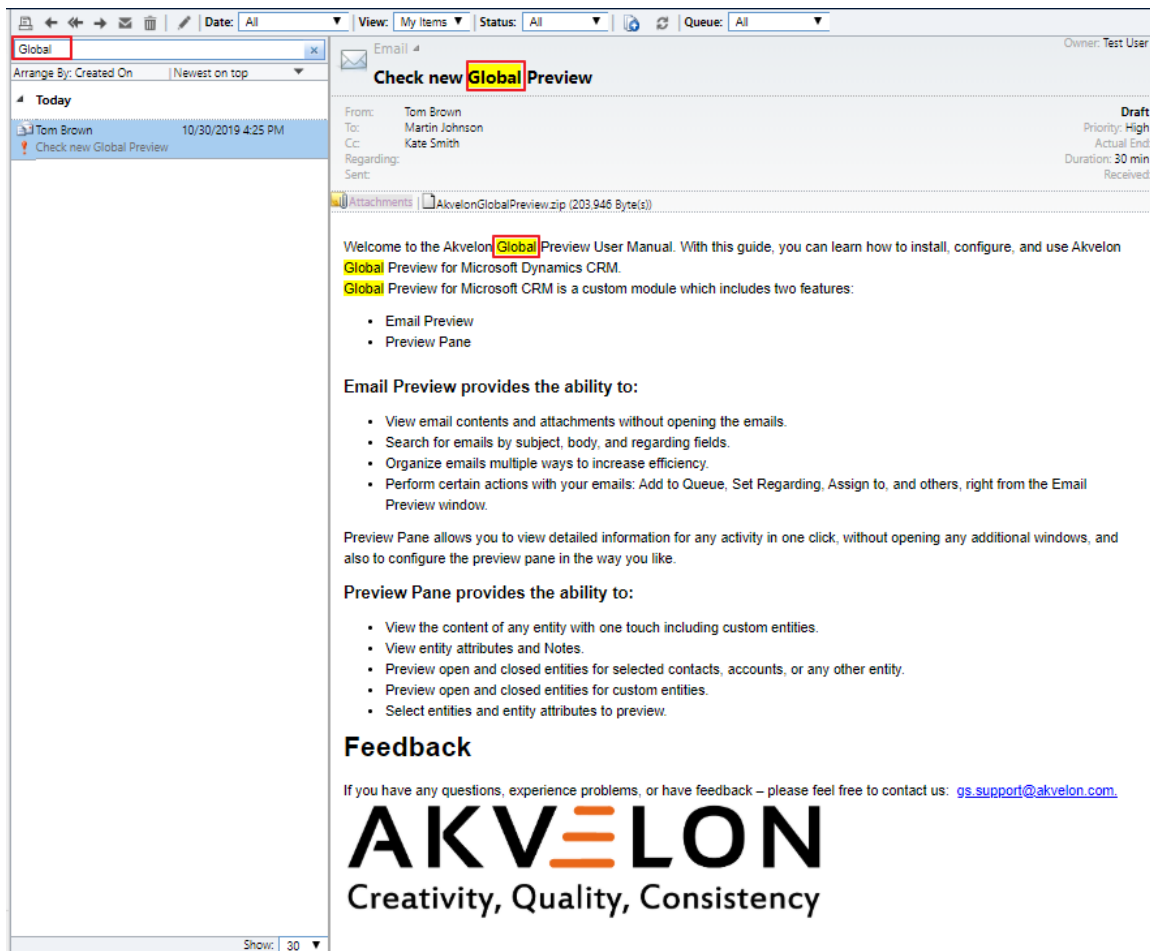 Date: All View: My Items Status: All Queue: All
Global
Arrange By: Created On Newest on top
Today
Tom Brown 10/30/2019 4:25 PM
Check new Global Preview
Show: 30
Email
Owner: Test User
Check new Global Preview
From: Tom Brown Draft
To: Martin Johnson Priority: High
Cc: Kate Smith Actual End:
Regarding: Duration: 30 min
Sent: Received:
Attachments | AkvelonGlobalPreview.zip (203,946 Byte(s))
Welcome to the Akvelon Global Preview User Manual. With this guide, you can learn how to install, configure, and use Akvelon
Global Preview for Microsoft Dynamics CRM.
Global Preview for Microsoft CRM is a custom module which includes two features:
• Email Preview
• Preview Pane
Email Preview provides the ability to:
• View email contents and attachments without opening the emails.
• Search for emails by subject, body, and regarding fields.
• Organize emails multiple ways to increase efficiency.
• Perform certain actions with your emails: Add to Queue, Set Regarding, Assign to, and others, right from the Email
Preview window.
Preview Pane allows you to view detailed information for any activity in one click, without opening any additional windows, and
also to configure the preview pane in the way you like.
Preview Pane provides the ability to:
• View the content of any entity with one touch including custom entities.
• View entity attributes and Notes.
• Preview open and closed entities for selected contacts, accounts, or any other entity.
• Preview open and closed entities for custom entities.
• Select entities and entity attributes to preview.
Feedback
If you have any questions, experience problems, or have feedback – please feel free to contact us: gs.support@akvelon.com.
AKVELON
Creativity, Quality, Consistency